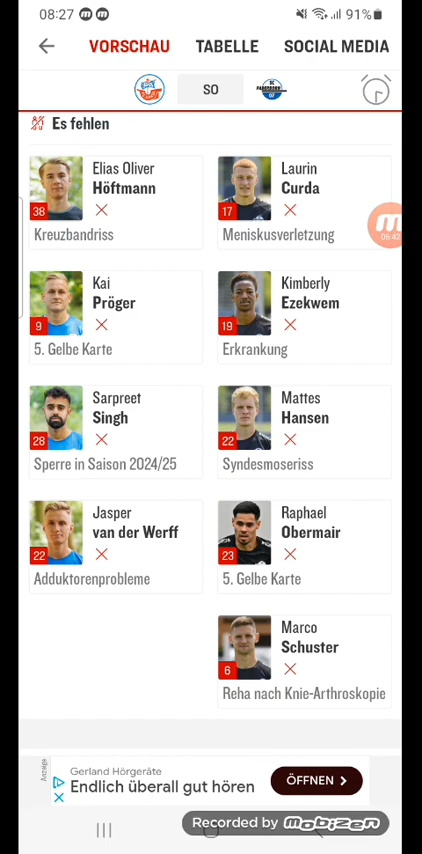 08:27
91%
VORSCHAU TABELLE SOCIAL MEDIA
SO
Es fehlen
Elias Oliver
Höftmann
38
Kreuzbandriss
Laurin
Curda
17
Meniskusverletzung
06:42
Kai
Pröger
9
5. Gelbe Karte
Kimberly
Ezekwem
19
Erkrankung
Sarpreet
Singh
28
Sperre in Saison 2024/25
Mattes
Hansen
22
Syndesmoseriss
Jasper
van der Werff
22
Adduktorenprobleme
Raphael
Obermair
23
5. Gelbe Karte
Marco
Schuster
6
Reha nach Knie-Arthroskopie
Anzeige
Gerland Hörgeräte
Endlich überall gut hören
ÖFFNEN
Recorded by mobizen